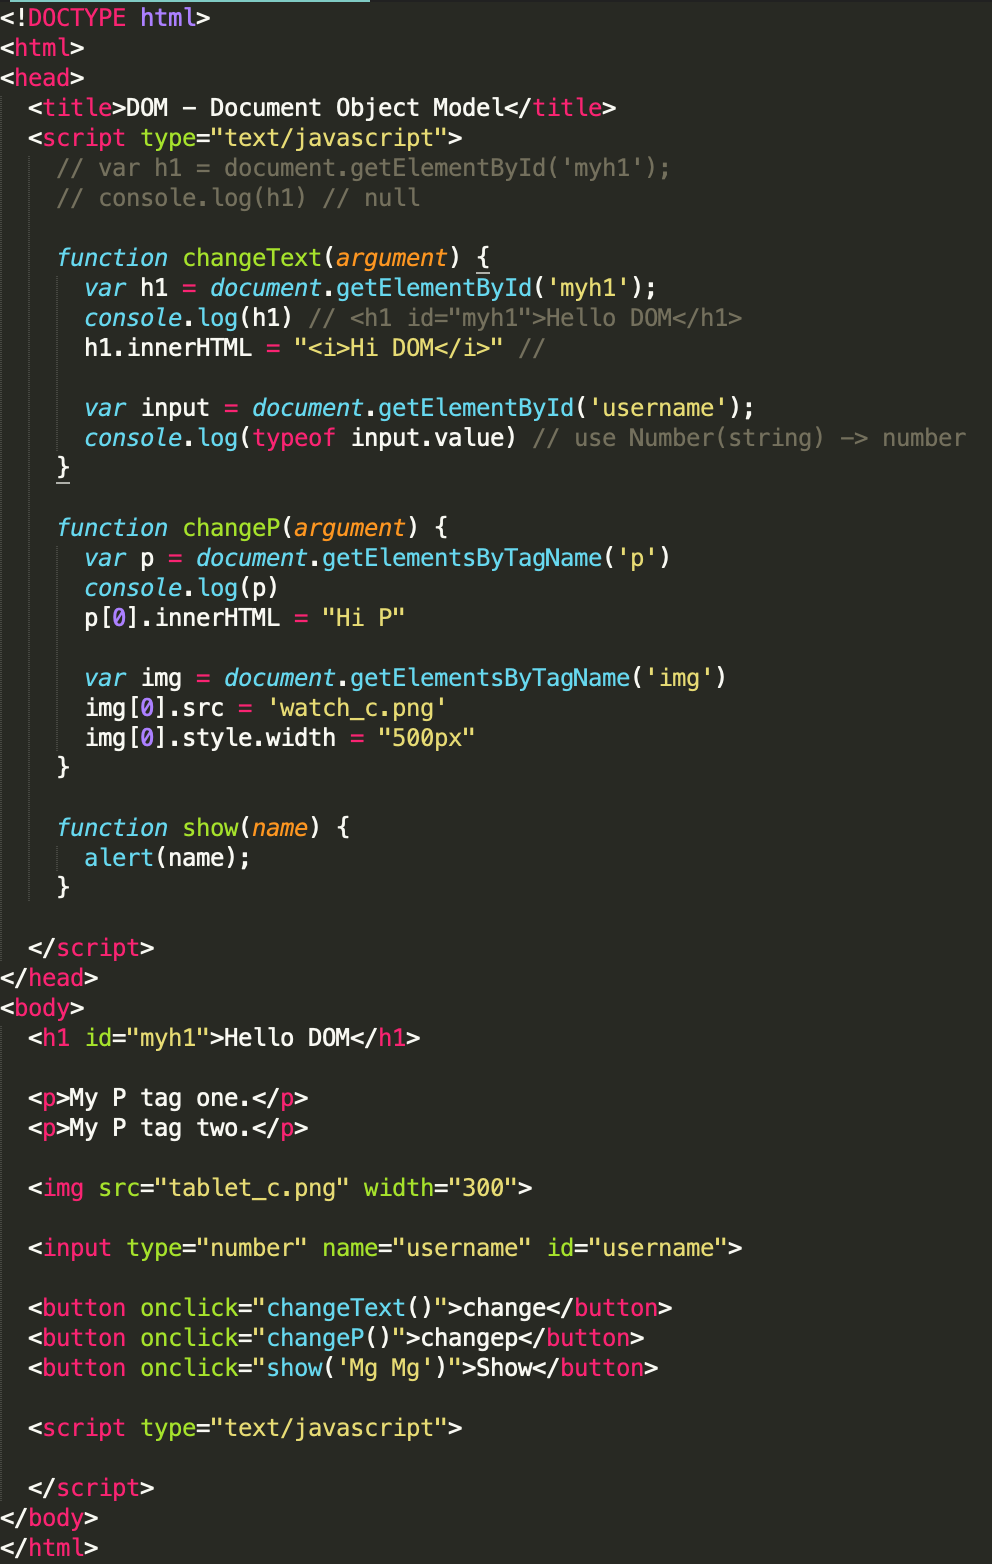 <!DOCTYPE html>
<html>
<head>
  <title>DOM - Document Object Model</title>
  <script type="text/javascript">
    // var h1 = document.getElementById('myh1');
    // console.log(h1) // null

    function changeText(argument) {
      var h1 = document.getElementById('myh1');
      console.log(h1) // <h1 id="myh1">Hello DOM</h1>
      h1.innerHTML = "<i>Hi DOM</i>" //

      var input = document.getElementById('username');
      console.log(typeof input.value) // use Number(string) -> number
    }

    function changeP(argument) {
      var p = document.getElementsByTagName('p')
      console.log(p)
      p[0].innerHTML = "Hi P"

      var img = document.getElementsByTagName('img')
      img[0].src = 'watch_c.png'
      img[0].style.width = "500px"
    }

    function show(name) {
      alert(name);
    }

  </script>
</head>
<body>
  <h1 id="myh1">Hello DOM</h1>

  <p>My P tag one.</p>
  <p>My P tag two.</p>

  <img src="tablet_c.png" width="300">

  <input type="number" name="username" id="username">

  <button onclick="changeText()">change</button>
  <button onclick="changeP()">changep</button>
  <button onclick="show('Mg Mg')">Show</button>

  <script type="text/javascript">

  </script>
</body>
</html>